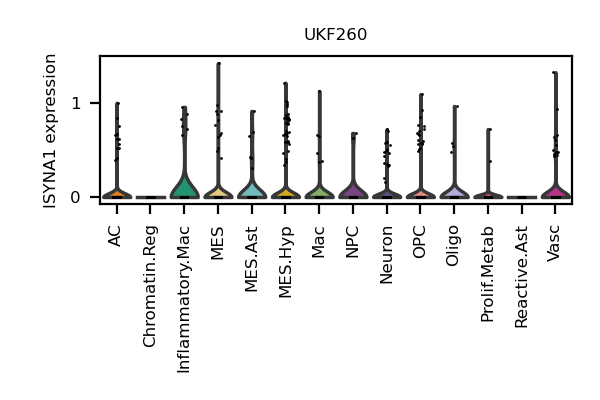 UKF260
ISYNA1 expression
1
0
AC
Chromatin.Reg
Inflammatory.Mac
MES
MES.Ast
MES.Hyp
Mac
NPC
Neuron
OPC
Oligo
Prolif.Metab
Reactive.Ast
Vasc